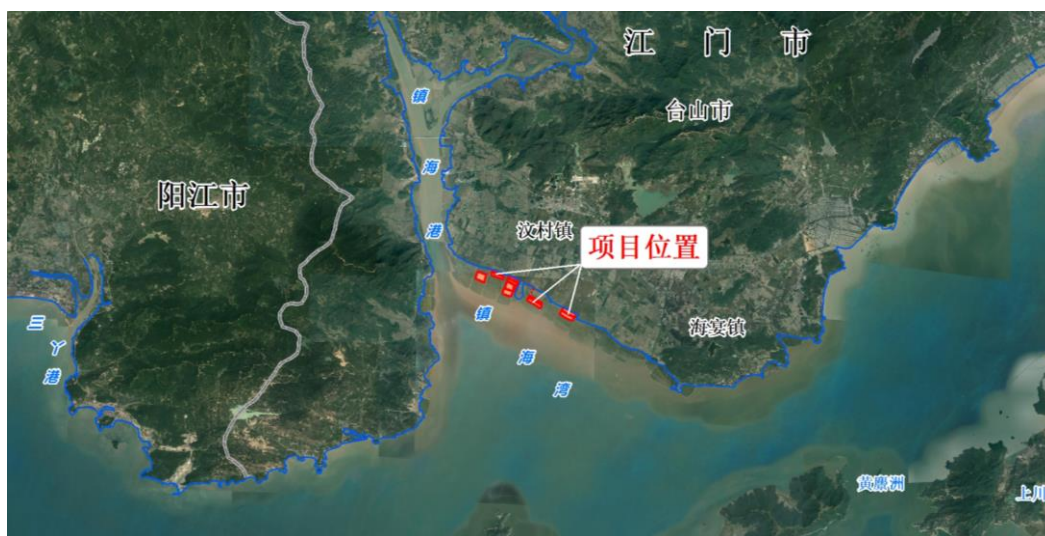 江门市
台山市
阳江市
镇海港
汶村镇
项目位置
镇海湾
海宴镇
三丫港
黄麖洲
上川